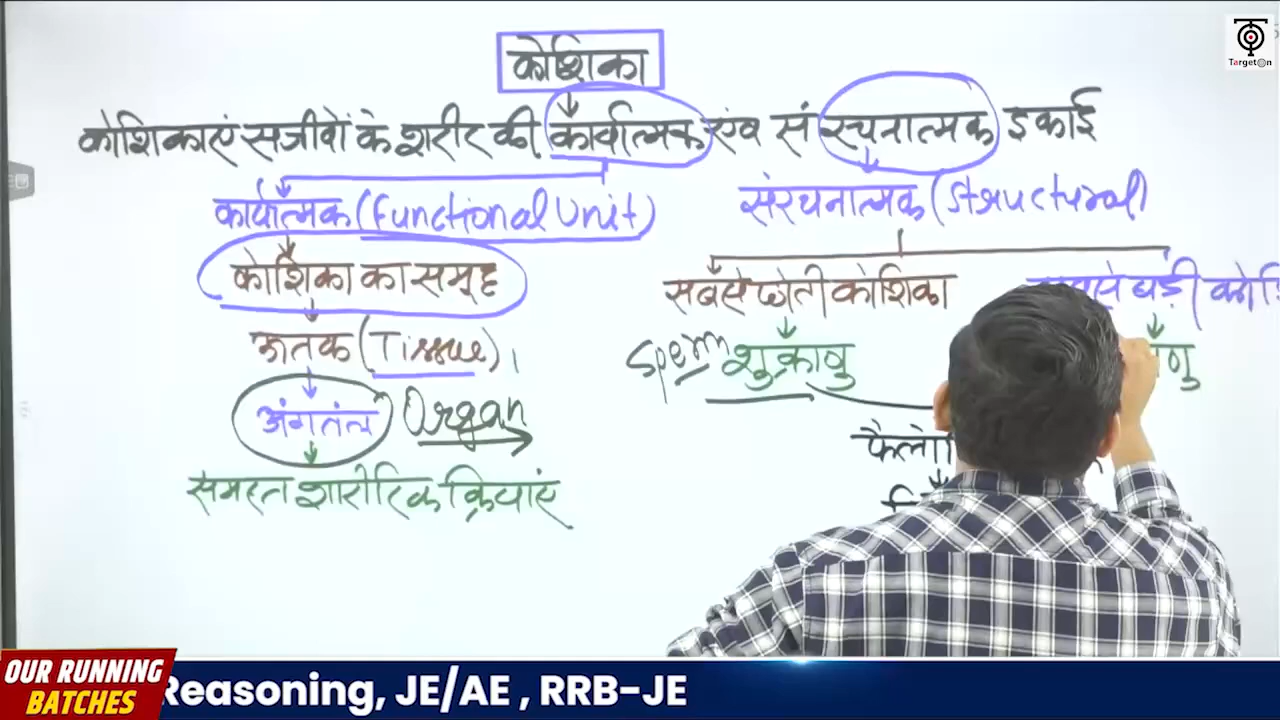 कोशिका
कोशिकाएं सजीवों के शरीर की कार्यात्मक एंव संरचनात्मक इकाई
कार्यात्मक (functional Unit)
संरचनात्मक (Structural)
कोशिका का समूह
सबसे छोती कोशिका
बड़ी
ऊतक (Tissue)
Sperm शुक्राणु
अंगतंत्र Organ
समस्त शारीरिक क्रियाएं
TargetOn
OUR RUNNING
BATCHES
Reasoning, JE/AE , RRB-JE